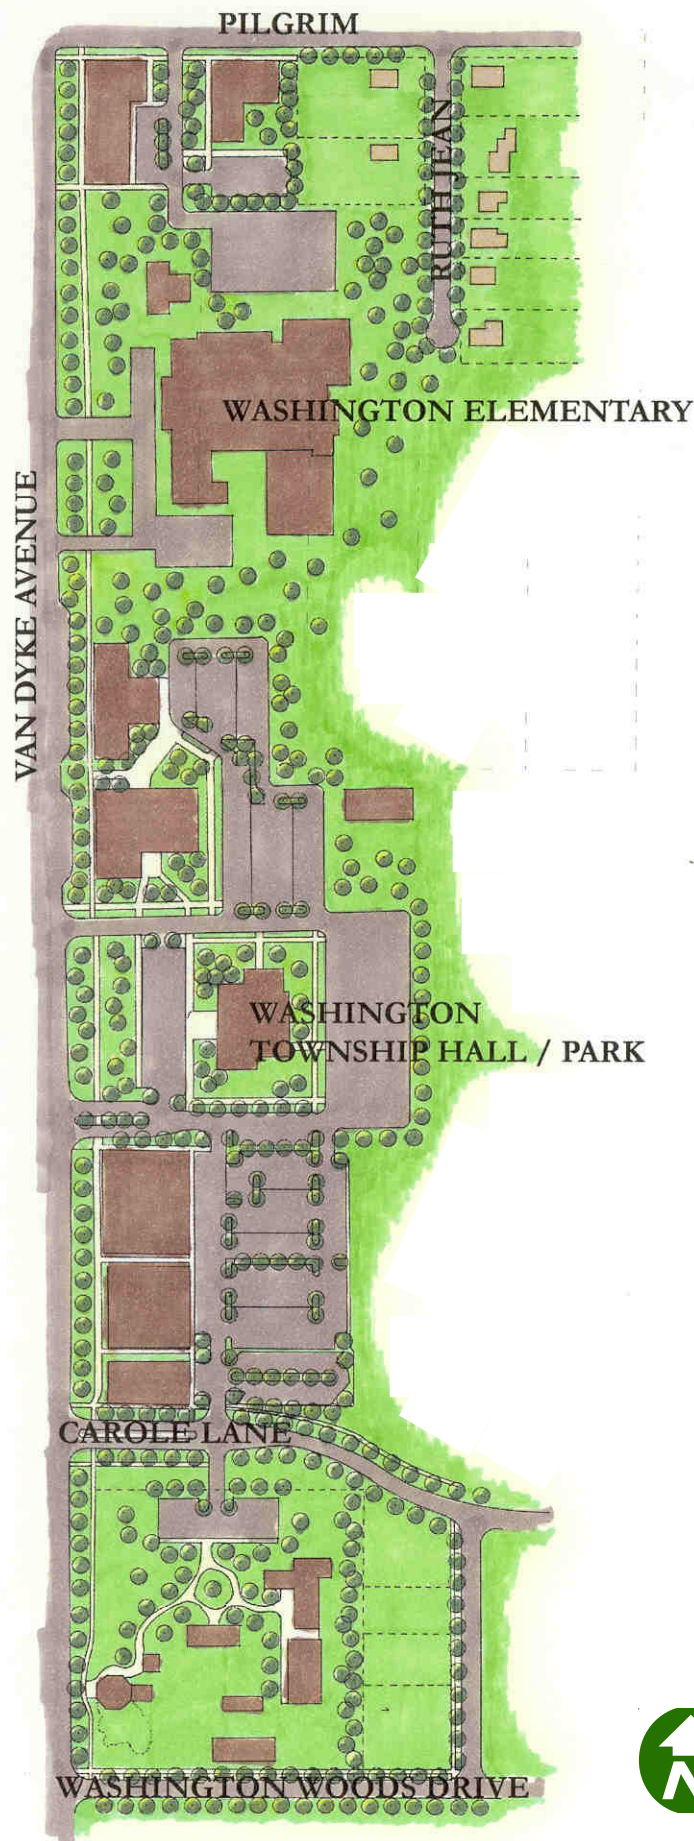 PILGRIM
RUTH JEAN
WASHINGTON ELEMENTARY
VAN DYKE AVENUE
WASHINGTON
TOWNSHIP HALL / PARK
CAROLE LANE
WASHINGTON WOODS DRIVE
N